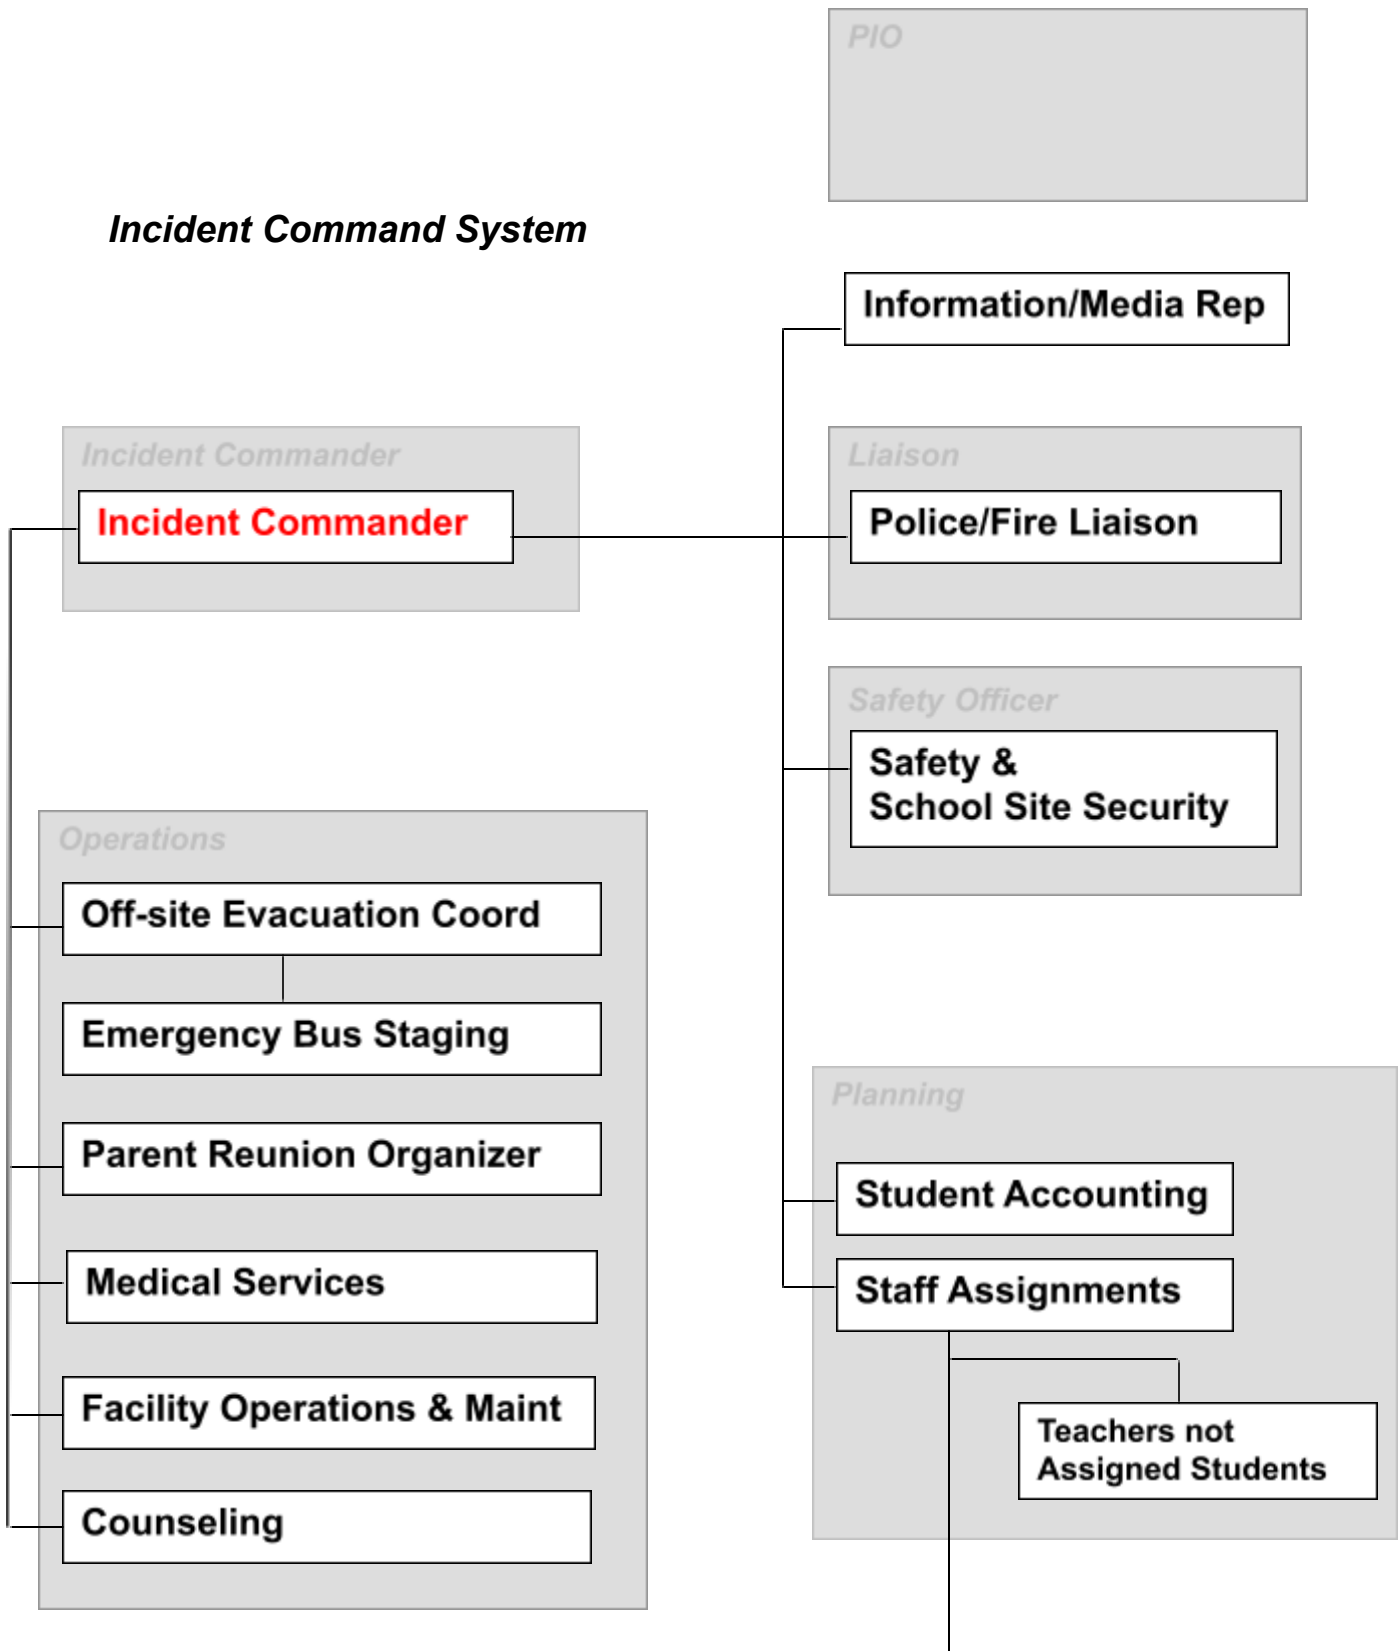 PIO
Incident Command System
Information/Media Rep
Incident Commander
Incident Commander
Liaison
Police/Fire Liaison
Safety Officer
Safety &
School Site Security
Operations
Off-site Evacuation Coord
Emergency Bus Staging
Parent Reunion Organizer
Medical Services
Facility Operations & Maint
Counseling
Planning
Student Accounting
Staff Assignments
Teachers not
Assigned Students